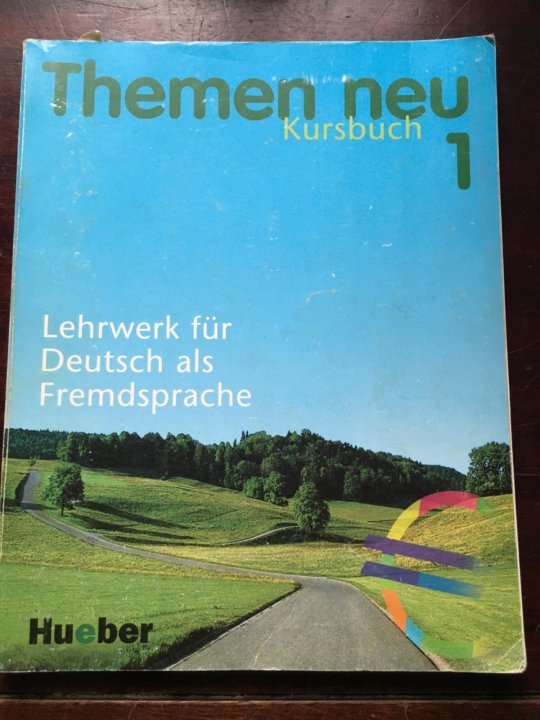 Themen neu
Kursbuch
1
Lehrwerk für
Deutsch als
Fremdsprache
Hueber